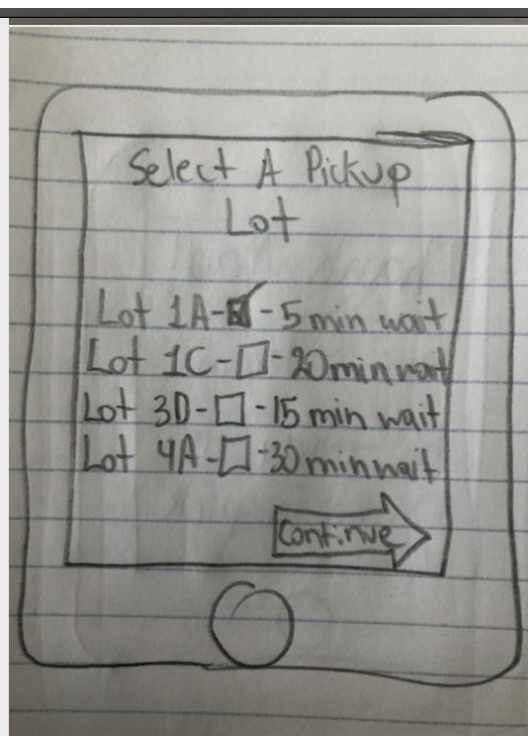 Select A Pickup
Lot
Lot 1A-☑-5 min wait
Lot 1C-☐-20 min wait
Lot 3D-☐-15 min wait
Lot 4A-☐-30 min wait
Continue